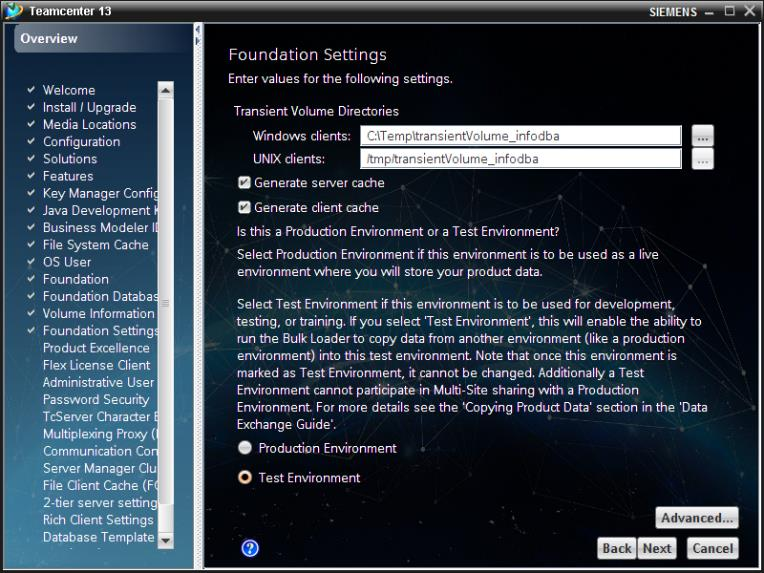 Teamcenter 13
SIEMENS
Overview
Welcome
Install / Upgrade
Media Locations
Configuration
Solutions
Features
Key Manager Config
Java Development K
Business Modeler I
File System Cache
OS User
Foundation
Foundation Databas
Volume Information
Foundation Settings
Product Excellence
Flex License Client
Administrative User
Password Security
TcServer Character E
Multiplexing Proxy (
Communication Con
Server Manager Clu
File Client Cache (FC
2-tier server setting
Rich Client Settings
Database Template
Foundation Settings
Enter values for the following settings.
Transient Volume Directories
Windows clients: C:\Temp\transientVolume_infodba ...
UNIX clients: /tmp/transientVolume_infodba ...
Generate server cache
Generate client cache
Is this a Production Environment or a Test Environment?
Select Production Environment if this environment is to be used as a live
environment where you will store your product data.
Select Test Environment if this environment is to be used for development,
testing, or training. If you select 'Test Environment', this will enable the ability to
run the Bulk Loader to copy data from another environment (like a production
environment) into this test environment. Note that once this environment is
marked as Test Environment, it cannot be changed. Additionally a Test
Environment cannot participate in Multi-Site sharing with a Production
Environment. For more details see the 'Copying Product Data' section in the 'Data
Exchange Guide'.
Production Environment
Test Environment
Advanced...
? Back Next Cancel